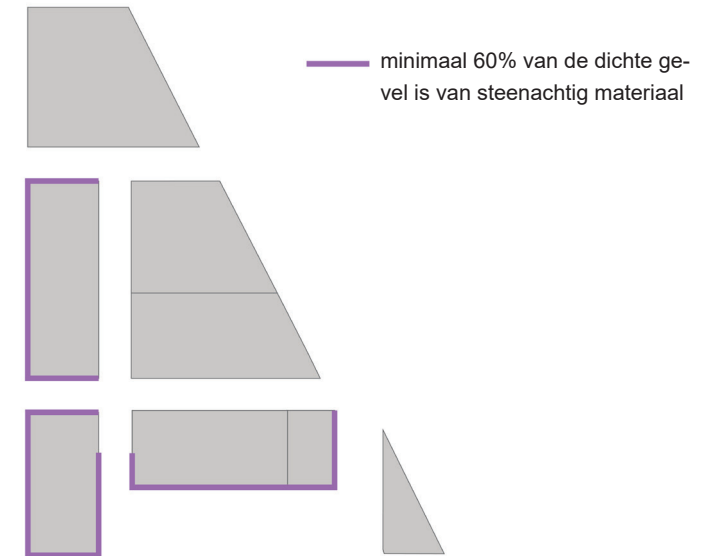 minimaal 60% van de dichte ge-
vel is van steenachtig materiaal